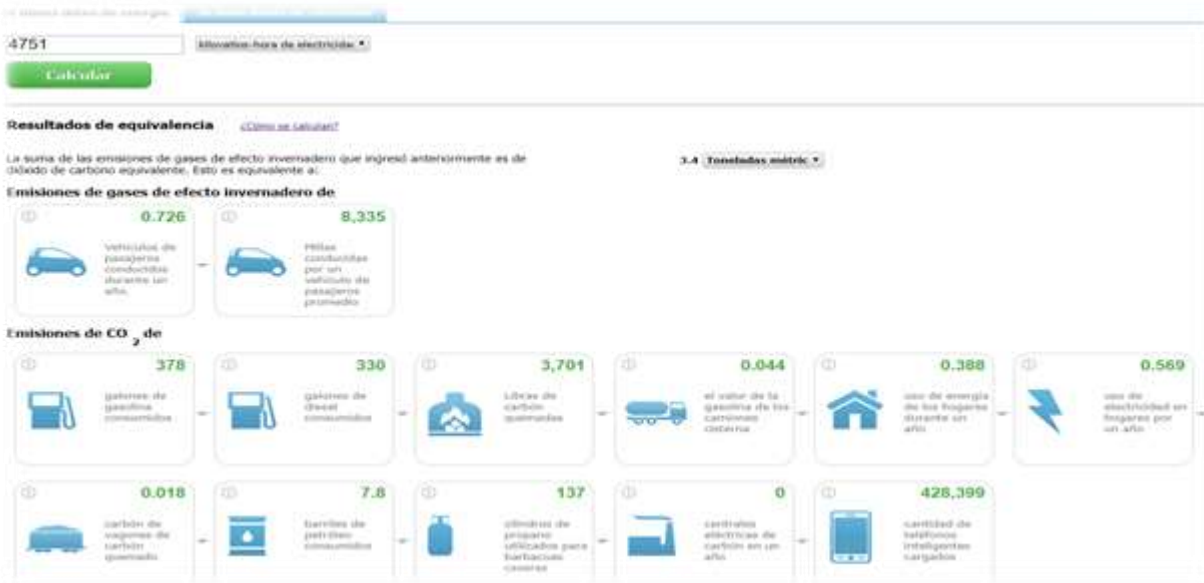 4751
kilovatios-hora de electricidad
Calcular
Resultados de equivalencia ¿Cómo se calculan?
La suma de las emisiones de gases de efecto invernadero que ingresó anteriormente es de
dióxido de carbono equivalente. Esto es equivalente a:
3.4 Toneladas métric
Emisiones de gases de efecto invernadero de
0.726
Vehículos de
pasajeros
conducidos
durante un
año.
8,335
Millas
conducidas
por un
vehículo de
pasajeros
promedio
Emisiones de CO 2 de
378
galones de
gasolina
consumidos
330
galones de
diesel
consumidos
3,701
Libras de
carbón
quemadas
0.044
el valor de la
gasolina de los
camiones
cisterna
0.388
uso de energía
de los hogares
durante un
año
0.569
uso de
electricidad en
hogares por
un año
0.018
carbón de
vagones de
carbón
quemado
7.8
barriles de
petróleo
consumidos
137
cilindros de
propano
utilizados para
barbacoas
caseras
0
centrales
eléctricas de
carbón en un
año
428,399
cantidad de
teléfonos
inteligentes
cargados